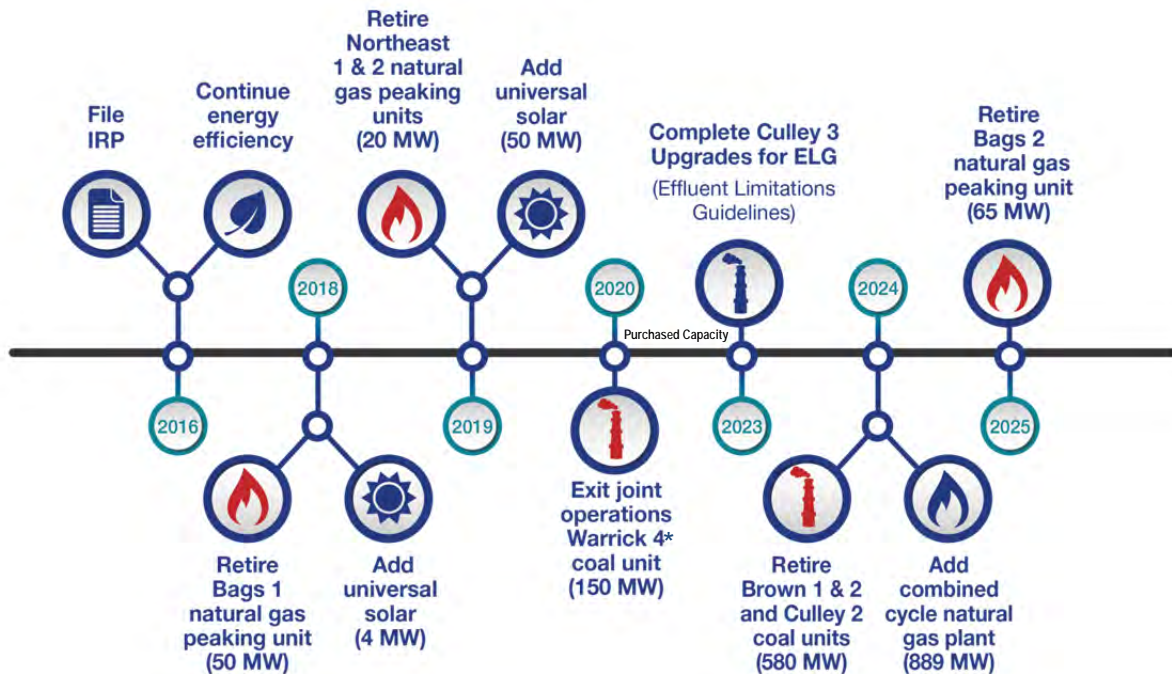 File
IRP
Continue
energy
efficiency
2016
2018
Retire
Bags 1
natural gas
peaking unit
(50 MW)
Add
universal
solar
(4 MW)
Retire
Northeast
1 & 2 natural
gas peaking
units
(20 MW)
Add
universal
solar
(50 MW)
2019
2020
Exit joint
operations
Warrick 4*
coal unit
(150 MW)
Purchased Capacity
Complete Culley 3
Upgrades for ELG
(Effluent Limitations
Guidelines)
2023
2024
Retire
Brown 1 & 2
and Culley 2
coal units
(580 MW)
Add
combined
cycle natural
gas plant
(889 MW)
Retire
Bags 2
natural gas
peaking unit
(65 MW)
2025